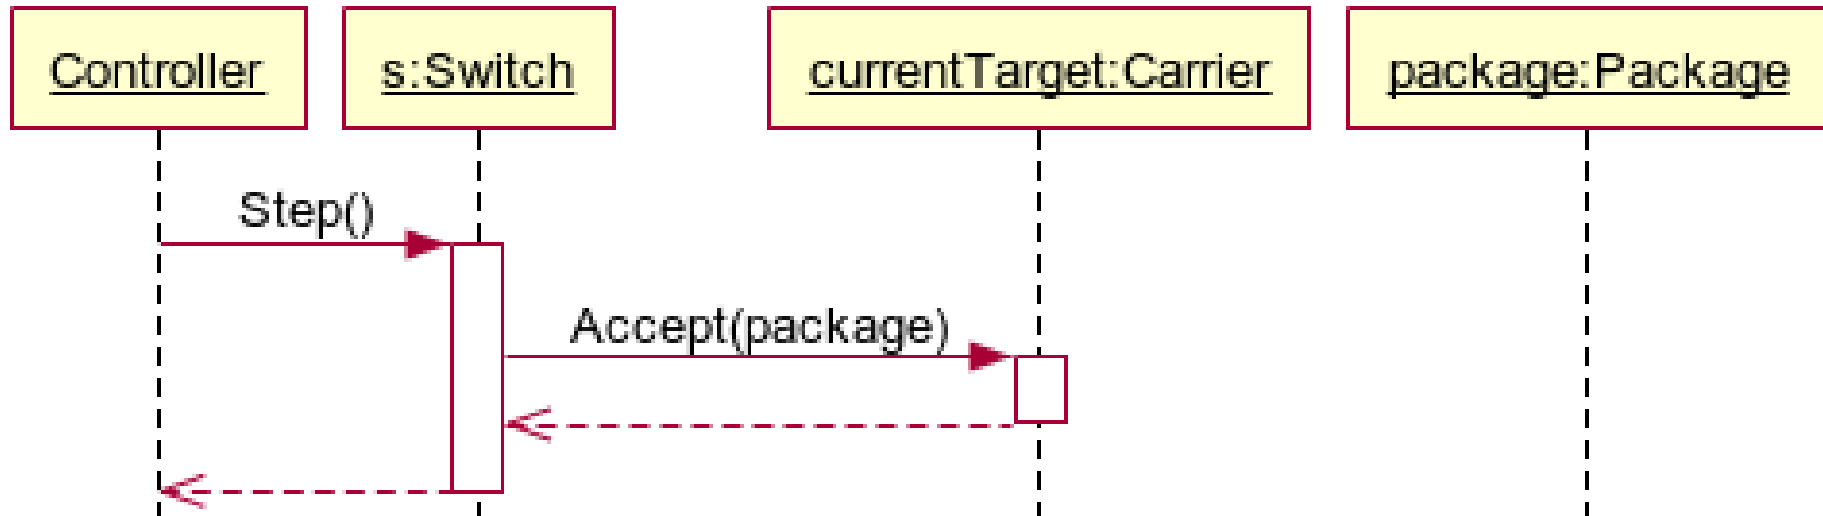 Controller
s:Switch
currentTarget:Carrier
package:Package
Step()
Accept(package)